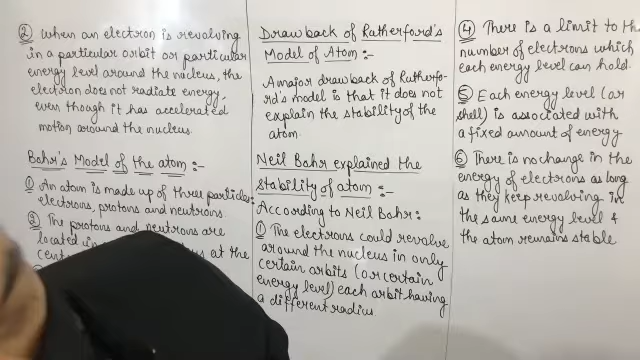 ② When an electron is revolving
in a particular orbit or particular
energy level around the nucleus, the
electron does not radiate energy,
even though it has accelerated
motion around the nucleus.
Bohr's Model of the atom :-
① An atom is made up of three particles:
electrons, protons and neutrons
② The protons and neutrons are
located in a
at the
Drawback of Rutherford's
Model of Atom :-
A major drawback of Rutherfo-
rd's model is that it does not
explain the stability of the
atom.
Neil Bohr explained the
stability of atom :-
According to Neil Bohr :
① The electrons could revolve
around the nucleus in only
certain orbits (or certain
energy level) each orbit having
a different radius.
④ There is a limit to th
number of electrons which
each energy level can hold.
⑤ Each energy level (or
shell) is associated with
a fixed amount of energy
⑥ There is no change in the
energy of electrons as long
as they keep revolving in
the same energy level &
the atom remains stable